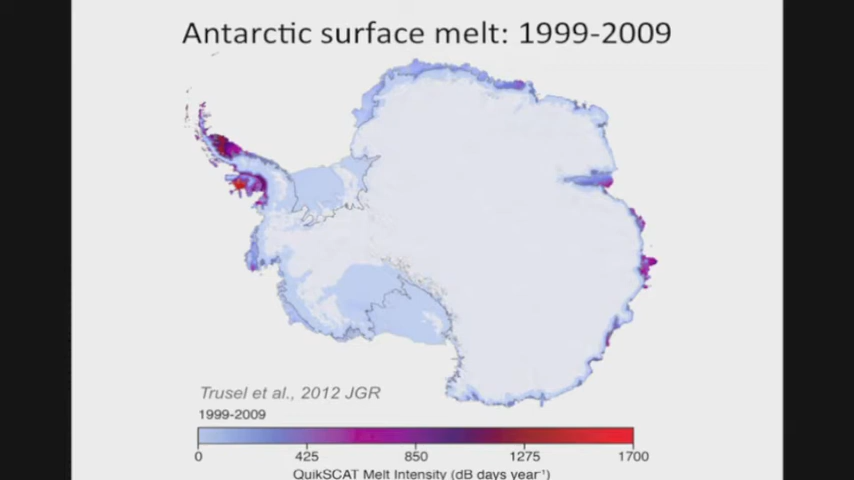 Antarctic surface melt: 1999-2009
Trusel et al., 2012 JGR
1999-2009
0 425 850 1275 1700
QuikSCAT Melt Intensity (dB days year⁻¹)